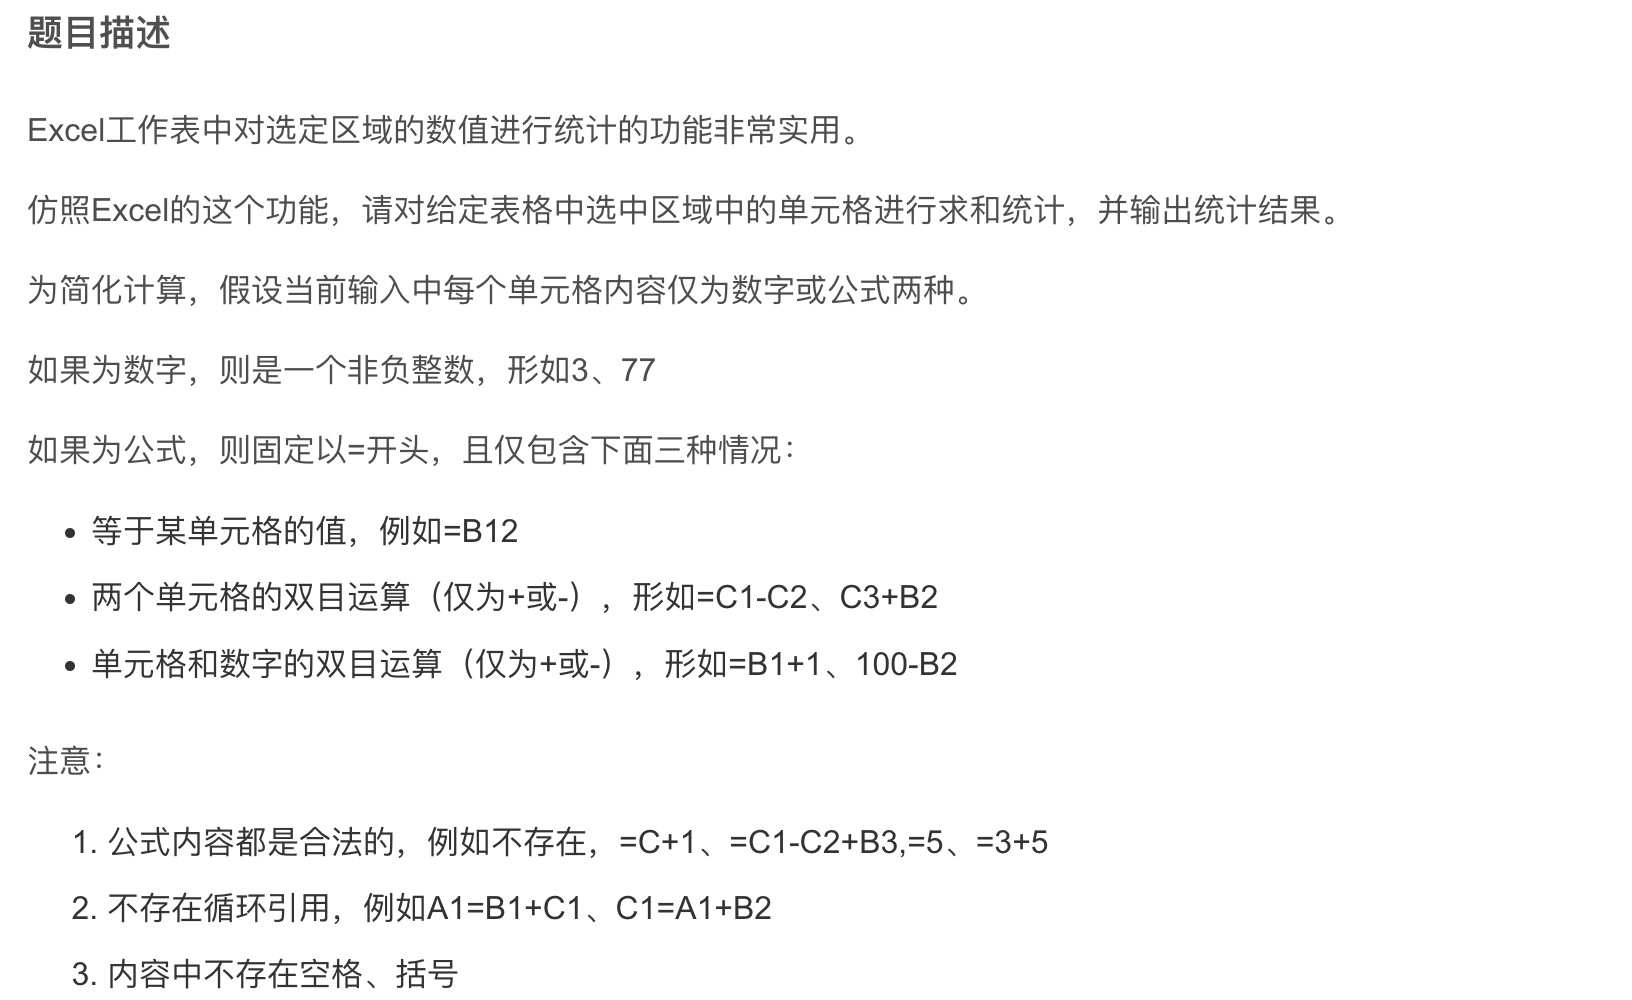 题目描述
Excel工作表中对选定区域的数值进行统计的功能非常实用。
仿照Excel的这个功能，请对给定表格中选中区域中的单元格进行求和统计，并输出统计结果。
为简化计算，假设当前输入中每个单元格内容仅为数字或公式两种。
如果为数字，则是一个非负整数，形如3、77
如果为公式，则固定以=开头，且仅包含下面三种情况：
• 等于某单元格的值，例如=B12
• 两个单元格的双目运算（仅为+或-），形如=C1-C2、C3+B2
• 单元格和数字的双目运算（仅为+或-），形如=B1+1、100-B2
注意：
1. 公式内容都是合法的，例如不存在，=C+1、=C1-C2+B3,=5、=3+5
2. 不存在循环引用，例如A1=B1+C1、C1=A1+B2
3. 内容中不存在空格、括号